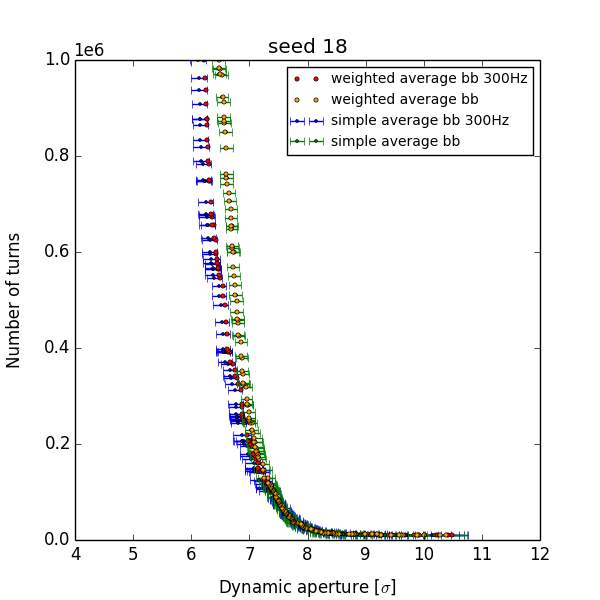 seed 18
1e6
1.0
0.8
0.6
0.4
0.2
0.0
Number of turns
weighted average bb 300Hz
weighted average bb
simple average bb 300Hz
simple average bb
4 5 6 7 8 9 10 11 12
Dynamic aperture [σ]